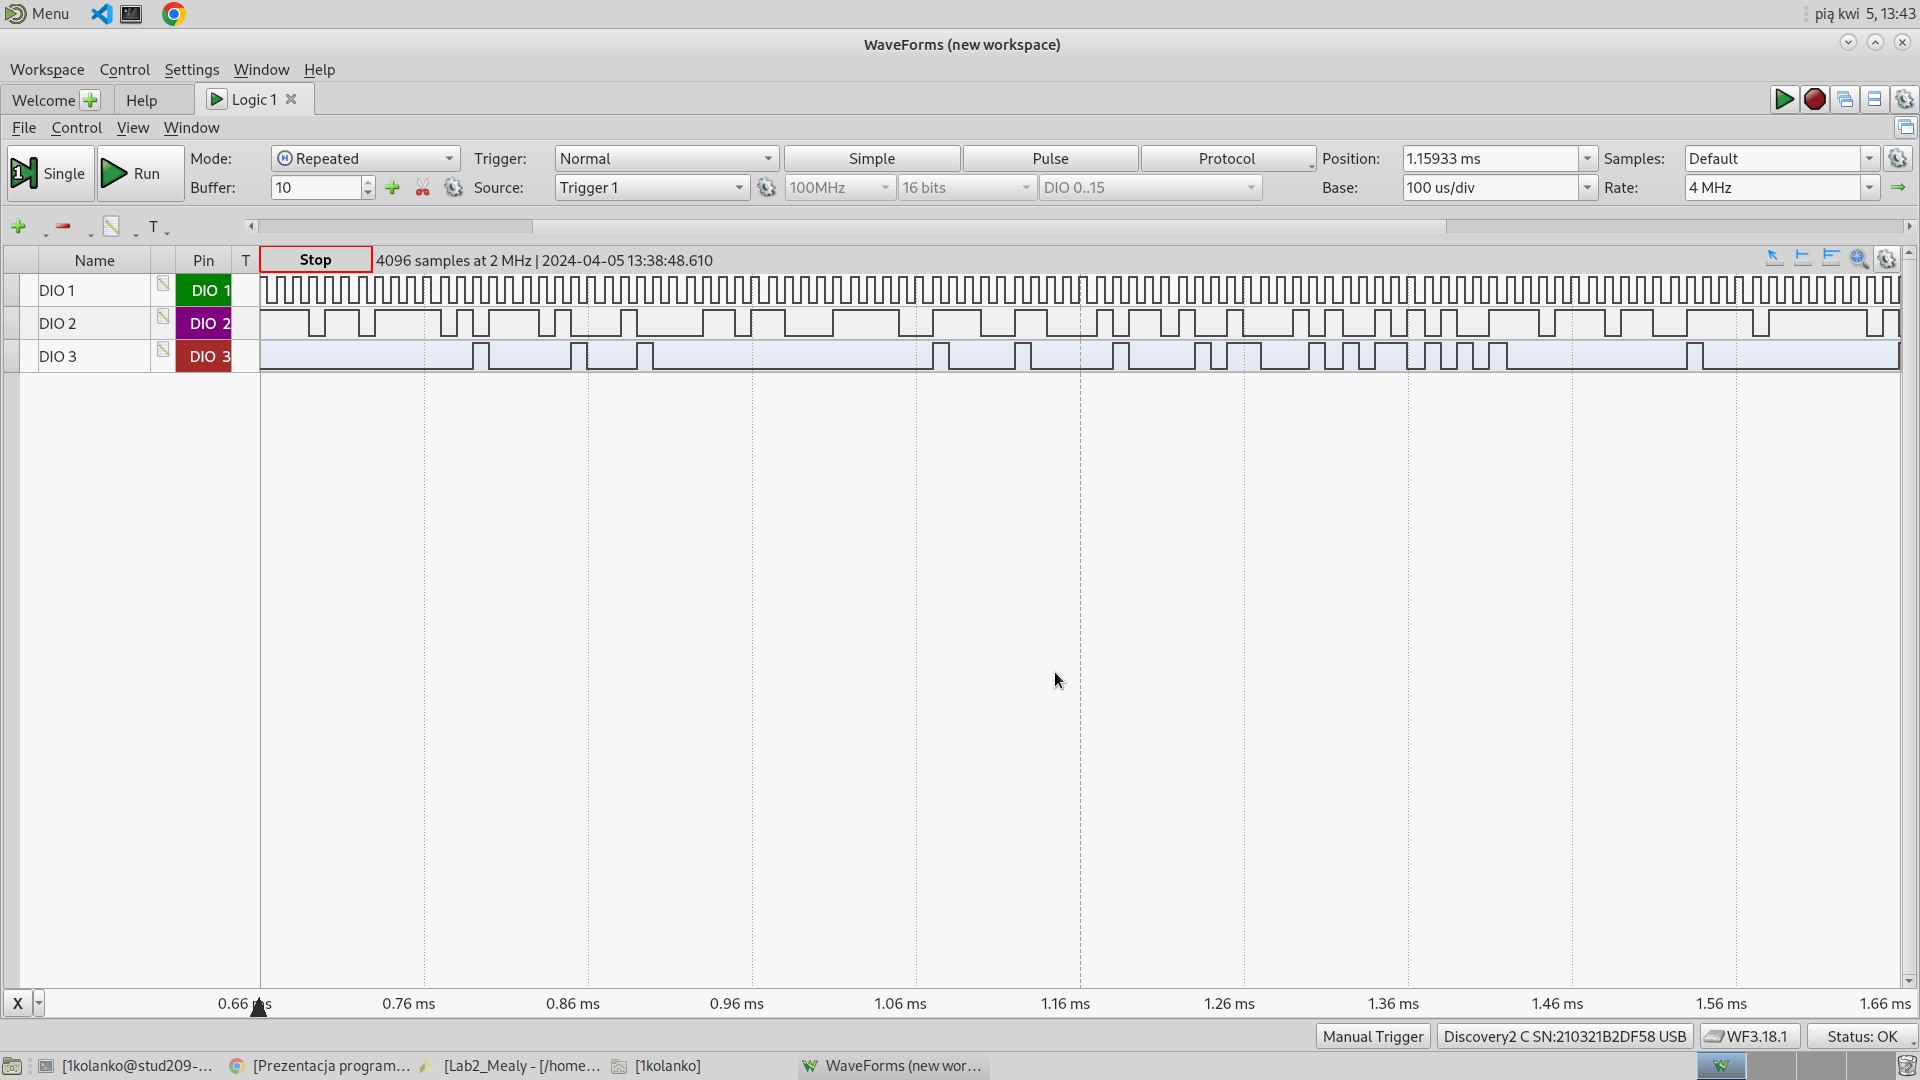 Menu pią kwi 5, 13:43
WaveForms (new workspace)
Workspace Control Settings Window Help
Welcome Help Logic 1
File Control View Window
Single Run Mode: Repeated Trigger: Normal Simple Pulse Protocol Position: 1.15933 ms Samples: Default
Buffer: 10 Source: Trigger 1 100MHz 16 bits DIO 0..15 Base: 100 us/div Rate: 4 MHz
T
Name Pin T Stop 4096 samples at 2 MHz | 2024-04-05 13:38:48.610
DIO 1 DIO 1
DIO 2 DIO 2
DIO 3 DIO 3
X 0.66 ms 0.76 ms 0.86 ms 0.96 ms 1.06 ms 1.16 ms 1.26 ms 1.36 ms 1.46 ms 1.56 ms 1.66 ms
Manual Trigger Discovery2 C SN:210321B2DF58 USB WF3.18.1 Status: OK
[1kolanko@stud209-... [Prezentacja program... [Lab2_Mealy - [/home... [1kolanko] WaveForms (new wor...